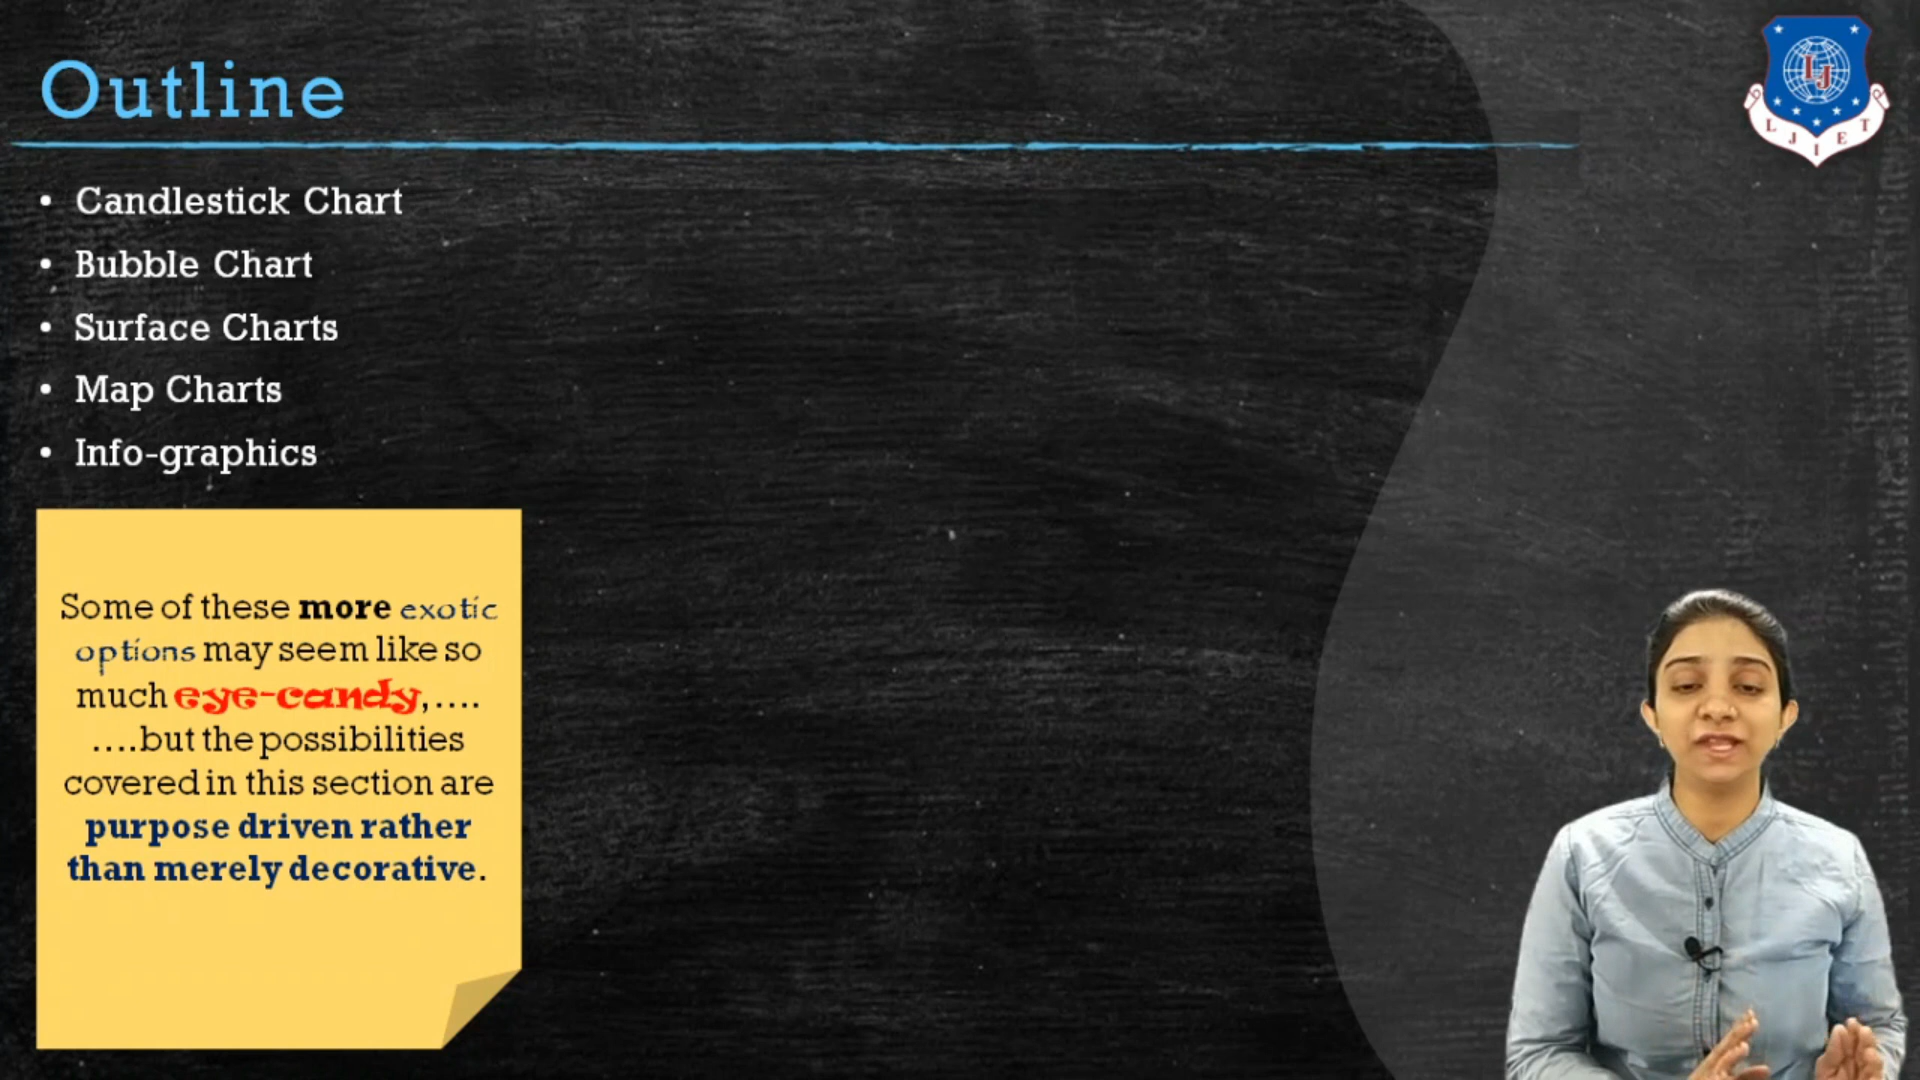 Outline
• Candlestick Chart
• Bubble Chart
• Surface Charts
• Map Charts
• Info-graphics
Some of these more exotic
options may seem like so
much eye-candy,....
....but the possibilities
covered in this section are
purpose driven rather
than merely decorative.
LJ
L J I E T